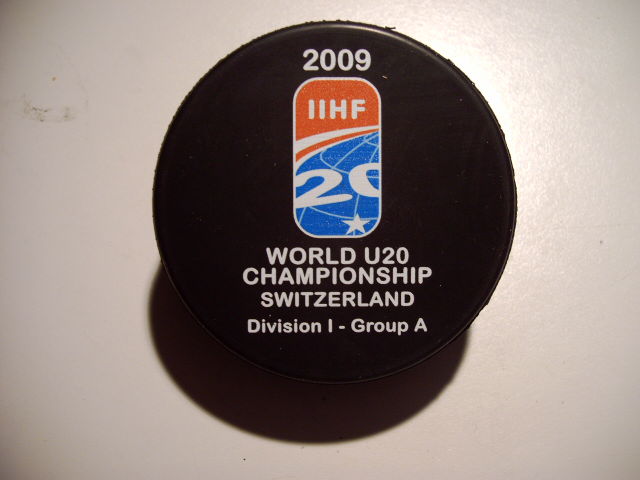 2009
IIHF
20
WORLD U20
CHAMPIONSHIP
SWITZERLAND
Division I - Group A